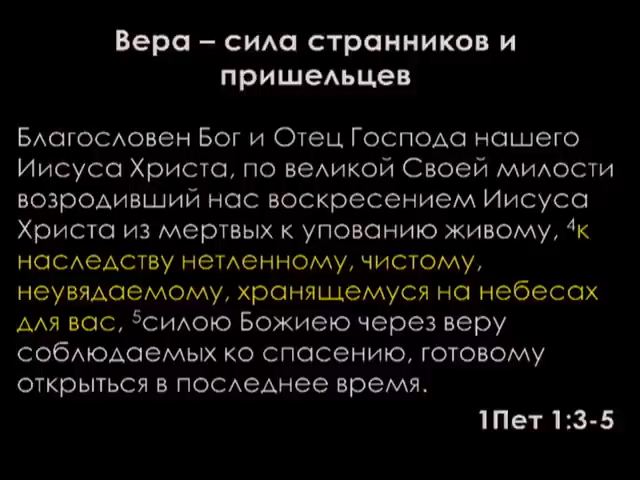 Вера – сила странников и
пришельцев
Благословен Бог и Отец Господа нашего
Иисуса Христа, по великой Своей милости
возродивший нас воскресением Иисуса
Христа из мертвых к упованию живому, ⁴к
наследству нетленному, чистому,
неувядаемому, хранящемуся на небесах
для вас, ⁵силою Божиею через веру
соблюдаемых ко спасению, готовому
открыться в последнее время.
1Пет 1:3-5